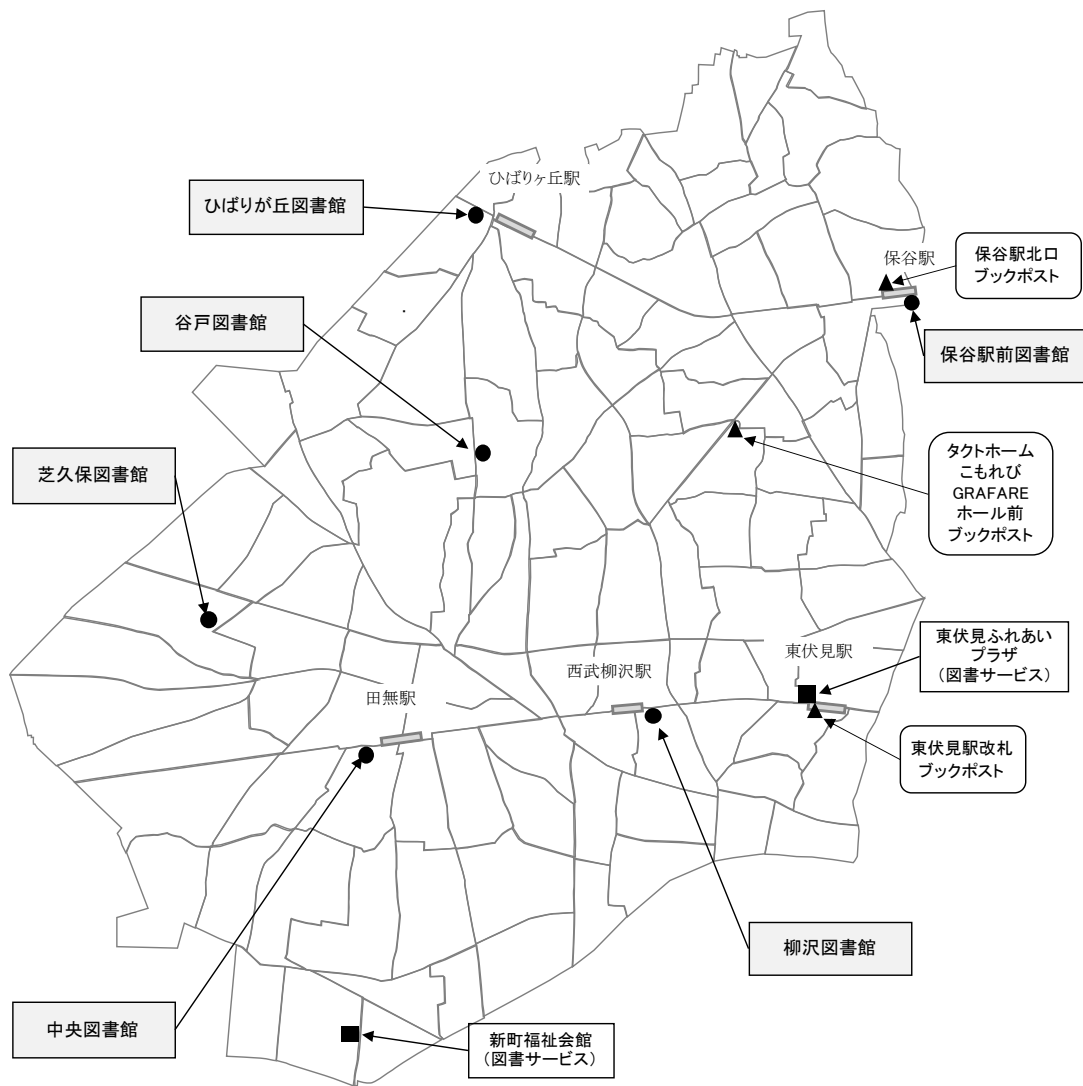 ひばりヶ丘駅
ひばりが丘図書館
保谷駅北口
ブックポスト
保谷駅
谷戸図書館
保谷駅前図書館
芝久保図書館
タクトホーム
こもれび
GRAFARE
ホール前
ブックポスト
東伏見ふれあい
プラザ
（図書サービス）
東伏見駅
西武柳沢駅
田無駅
東伏見駅改札
ブックポスト
柳沢図書館
中央図書館
新町福祉会館
（図書サービス）